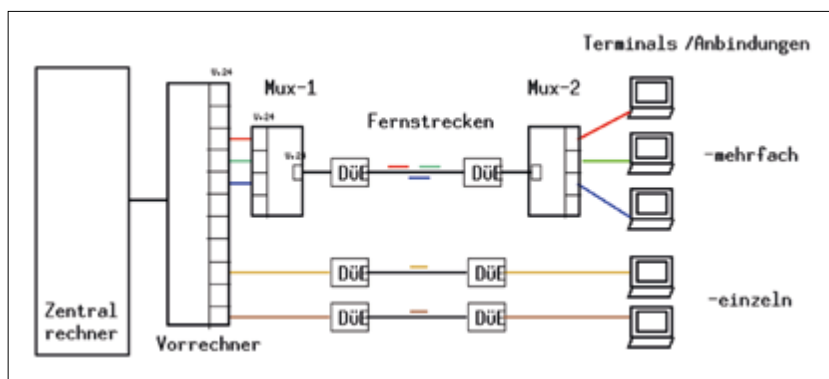 Terminals /Anbindungen
V.24
Mux-1
Mux-2
V.24
Fernstrecken
V.24
-mehrfach
DüE
DüE
DüE
DüE
-einzeln
Zentral
rechner
DüE
DüE
Vorrechner